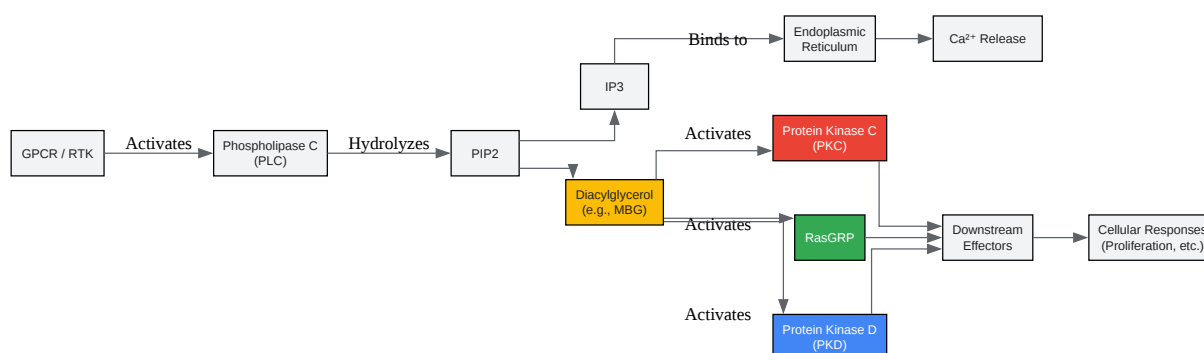 GPCR / RTK
Activates
Phospholipase C
(PLC)
Hydrolyzes
PIP2
IP3
Binds to
Endoplasmic
Reticulum
Ca²⁺ Release
Diacylglycerol
(e.g., MBG)
Activates
Protein Kinase C
(PKC)
Activates
RasGRP
Activates
Protein Kinase D
(PKD)
Downstream
Effectors
Cellular Responses
(Proliferation, etc.)